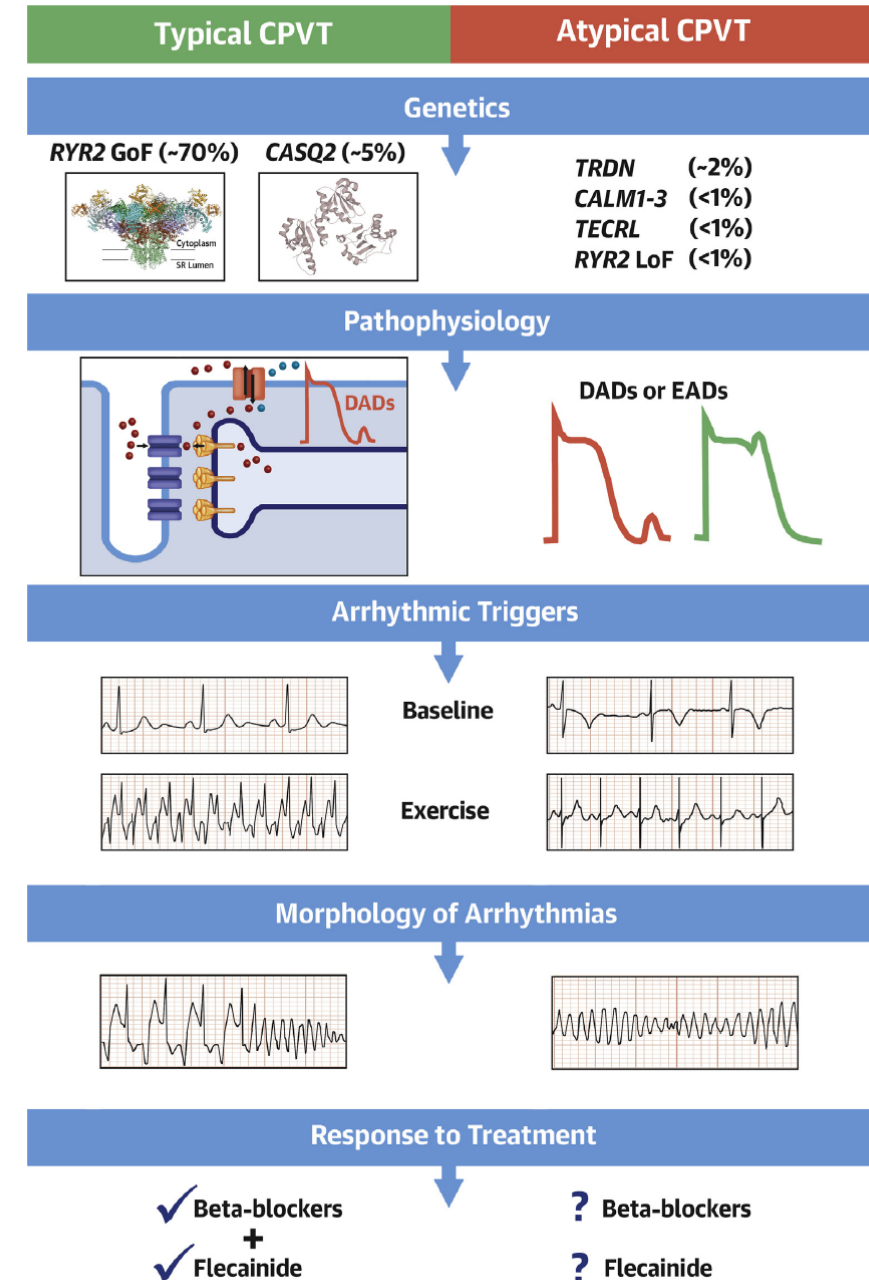 Typical CPVT
Atypical CPVT
Genetics
RYR2 GoF (~70%)
CASQ2 (~5%)
Cytoplasm
SR Lumen
TRDN (~2%)
CALM1-3 (<1%)
TECRL (<1%)
RYR2 LoF (<1%)
Pathophysiology
DADs
DADs or EADs
Arrhythmic Triggers
Baseline
Exercise
Morphology of Arrhythmias
Response to Treatment
✓ Beta-blockers
+
✓ Flecainide
? Beta-blockers
? Flecainide